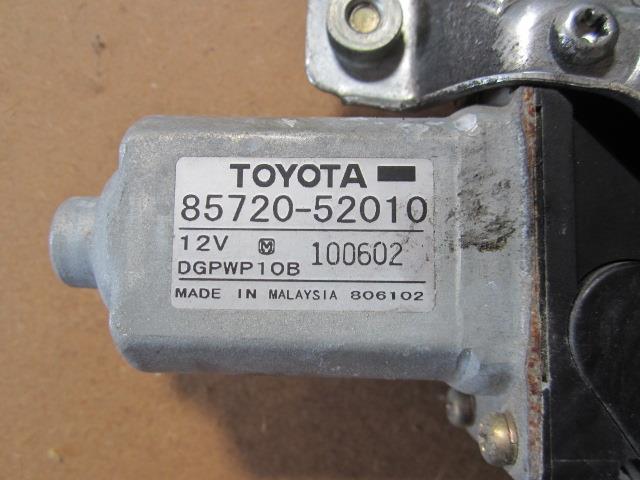 TOYOTA
85720-52010
12V M 100602
DGPWP10B
MADE IN MALAYSIA 806102